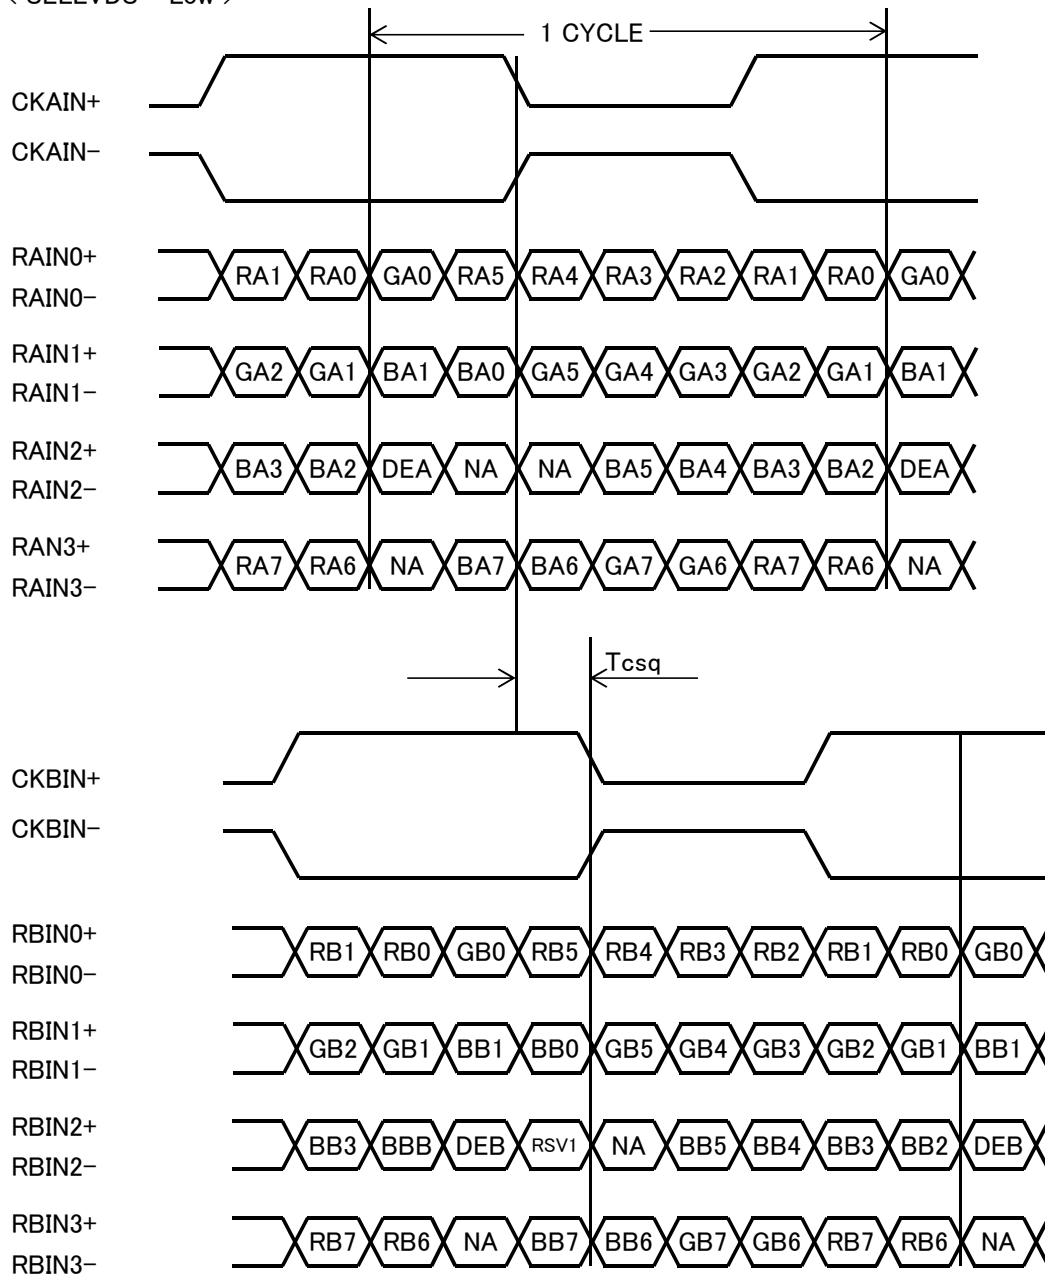 1 CYCLE
CKAIN+
CKAIN-
RAIN0+
RAIN0-
RA1 RA0 GA0 RA5 RA4 RA3 RA2 RA1 RA0 GA0
RAIN1+
RAIN1-
GA2 GA1 BA1 BA0 GA5 GA4 GA3 GA2 GA1 BA1
RAIN2+
RAIN2-
BA3 BA2 DEA NA NA BA5 BA4 BA3 BA2 DEA
RAN3+
RAIN3-
RA7 RA6 NA BA7 BA6 GA7 GA6 RA7 RA6 NA
Tcsq
CKBIN+
CKBIN-
RBIN0+
RBIN0-
RB1 RB0 GB0 RB5 RB4 RB3 RB2 RB1 RB0 GB0
RBIN1+
RBIN1-
GB2 GB1 BB1 BB0 GB5 GB4 GB3 GB2 GB1 BB1
RBIN2+
RBIN2-
BB3 BBB DEB RSV1 NA BB5 BB4 BB3 BB2 DEB
RBIN3+
RBIN3-
RB7 RB6 NA BB7 BB6 GB7 GB6 RB7 RB6 NA